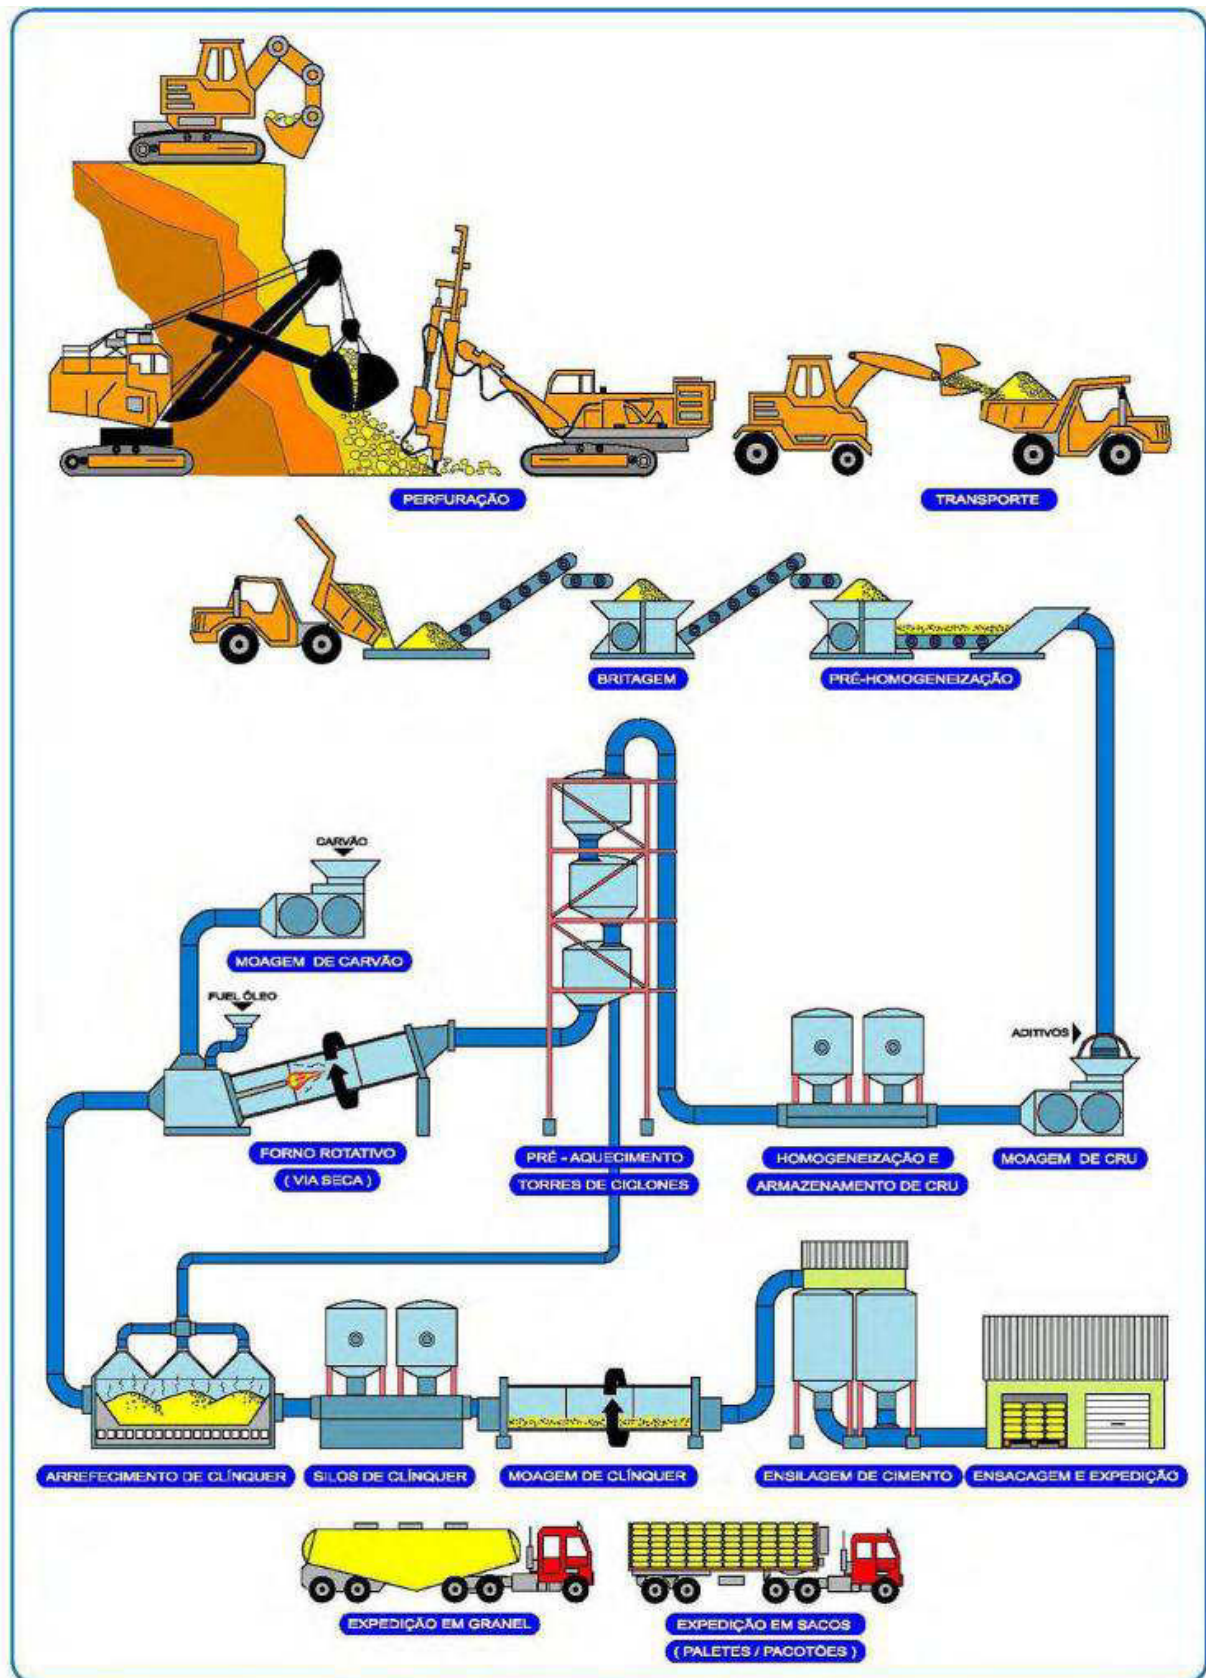 PERFURAÇÃO
TRANSPORTE
BRITAGEM
PRÉ-HOMOGENEIZAÇÃO
CARVÃO
MOAGEM DE CARVÃO
FUEL ÓLEO
ADITIVOS
FORNO ROTATIVO
( VIA SECA )
PRÉ - AQUECIMENTO
TORRES DE CICLONES
HOMOGENEIZAÇÃO E
ARMAZENAMENTO DE CRU
MOAGEM DE CRU
ARREFECIMENTO DE CLÍNQUER
SILOS DE CLÍNQUER
MOAGEM DE CLÍNQUER
ENSILAGEM DE CIMENTO
ENSACAGEM E EXPEDIÇÃO
EXPEDIÇÃO EM GRANEL
EXPEDIÇÃO EM SACOS
( PALETES / PACOTÕES )